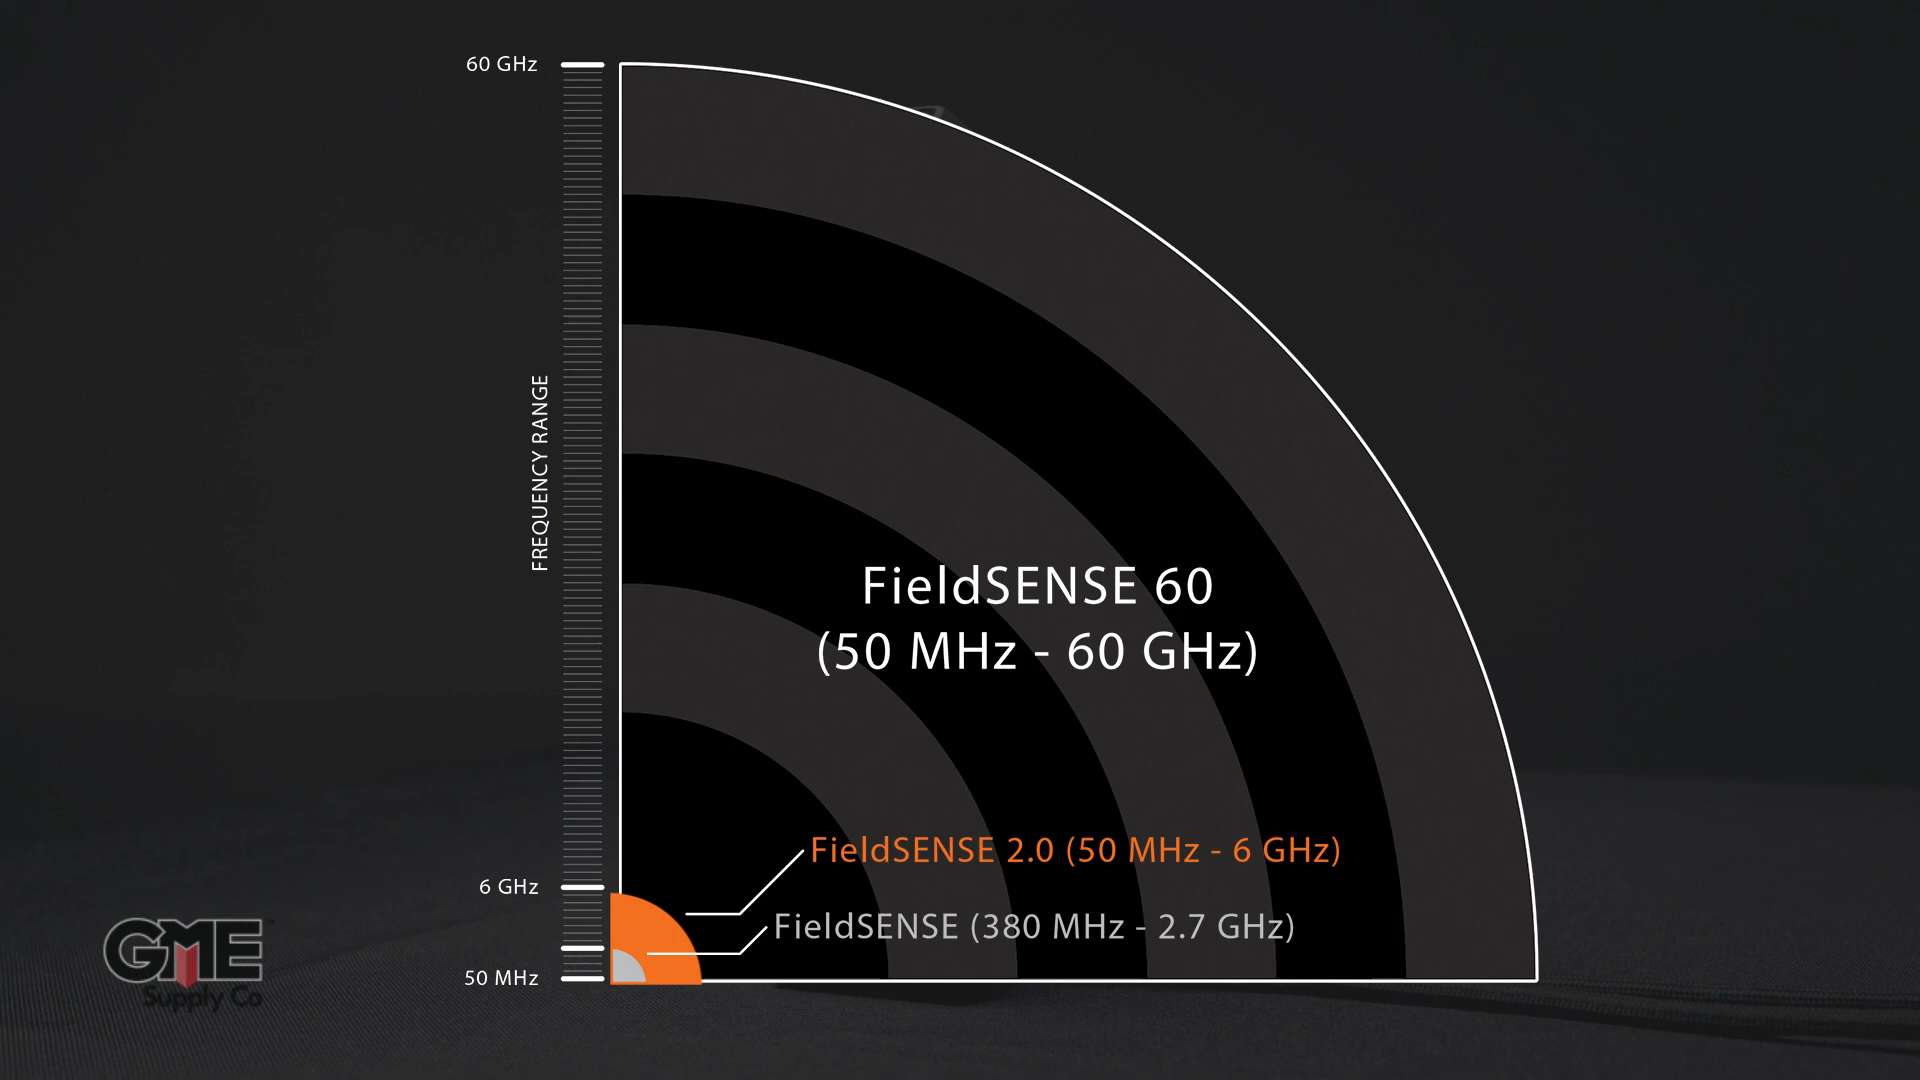 60 GHz
FREQUENCY RANGE
FieldSENSE 60
(50 MHz - 60 GHz)
FieldSENSE 2.0 (50 MHz - 6 GHz)
6 GHz
FieldSENSE (380 MHz - 2.7 GHz)
50 MHz
GME
Supply Co